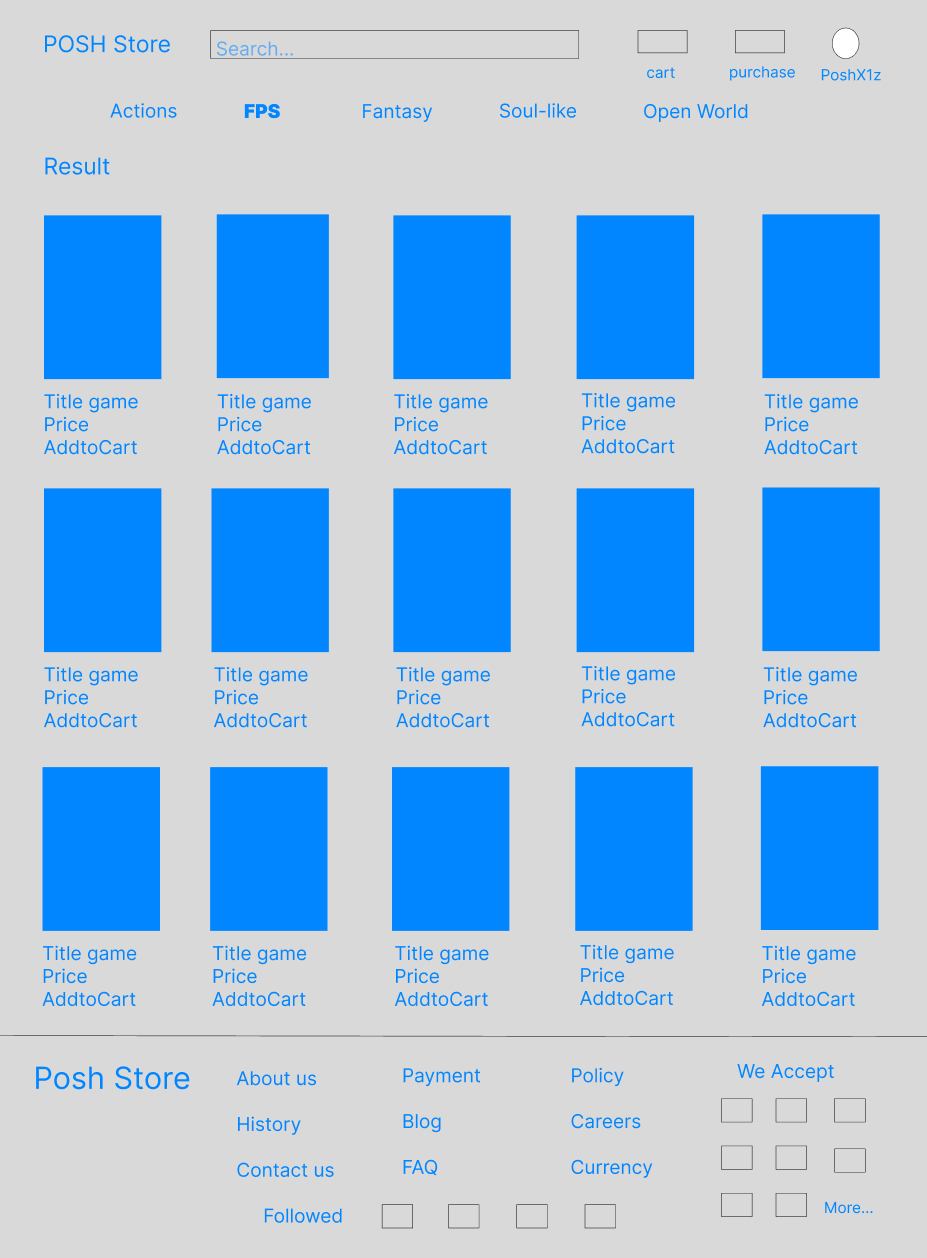 POSH Store
Search...
cart
purchase
PoshX1z
Actions
FPS
Fantasy
Soul-like
Open World
Result
Title game
Price
AddtoCart
Title game
Price
AddtoCart
Title game
Price
AddtoCart
Title game
Price
AddtoCart
Title game
Price
AddtoCart
Title game
Price
AddtoCart
Title game
Price
AddtoCart
Title game
Price
AddtoCart
Title game
Price
AddtoCart
Title game
Price
AddtoCart
Title game
Price
AddtoCart
Title game
Price
AddtoCart
Title game
Price
AddtoCart
Title game
Price
AddtoCart
Title game
Price
AddtoCart
Posh Store
About us
History
Contact us
Payment
Blog
FAQ
Policy
Careers
Currency
We Accept
More...
Followed